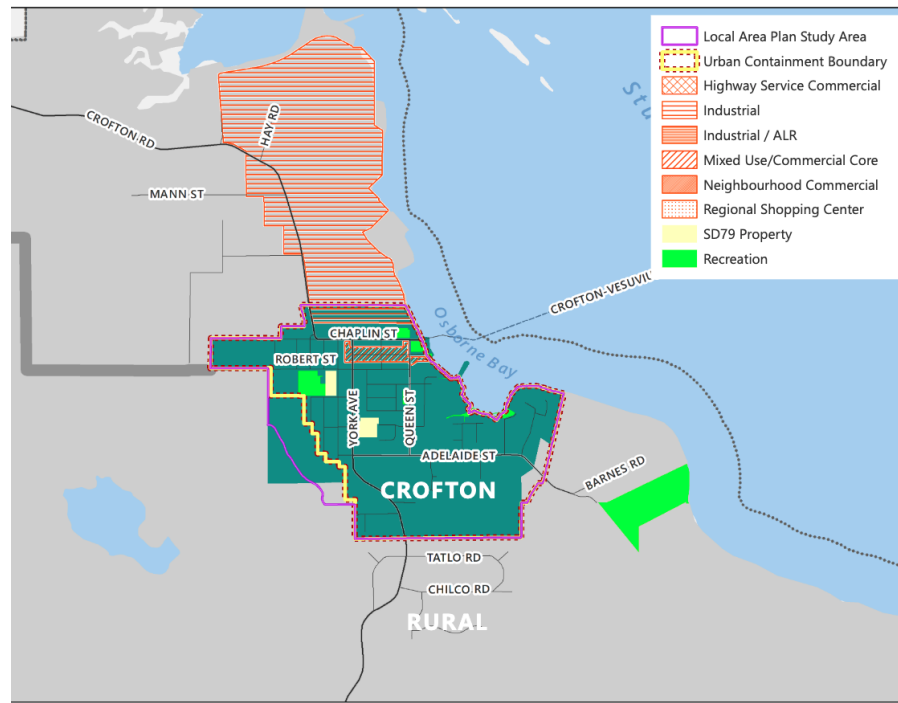 Local Area Plan Study Area
Urban Containment Boundary
Highway Service Commercial
Industrial
Industrial / ALR
Mixed Use/Commercial Core
Neighbourhood Commercial
Regional Shopping Center
SD79 Property
Recreation
Stu
CROFTON RD
HAY RD
MANN ST
CROFTON-VESUVIU
Osborne Bay
CHAPLIN ST
ROBERT ST
YORK AVE
QUEEN ST
ADELAIDE ST
BARNES RD
CROFTON
TATLO RD
CHILCO RD
RURAL